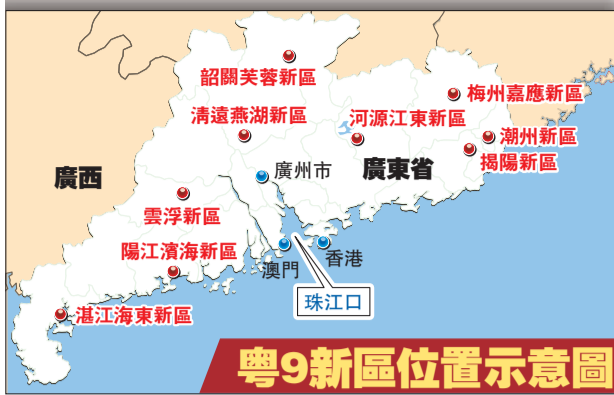 韶關芙蓉新區
梅州嘉應新區
清遠燕湖新區
河源江東新區
潮州新區
揭陽新區
廣西
廣州市
廣東省
雲浮新區
陽江濱海新區
澳門
香港
珠江口
湛江海東新區
粵9新區位置示意圖